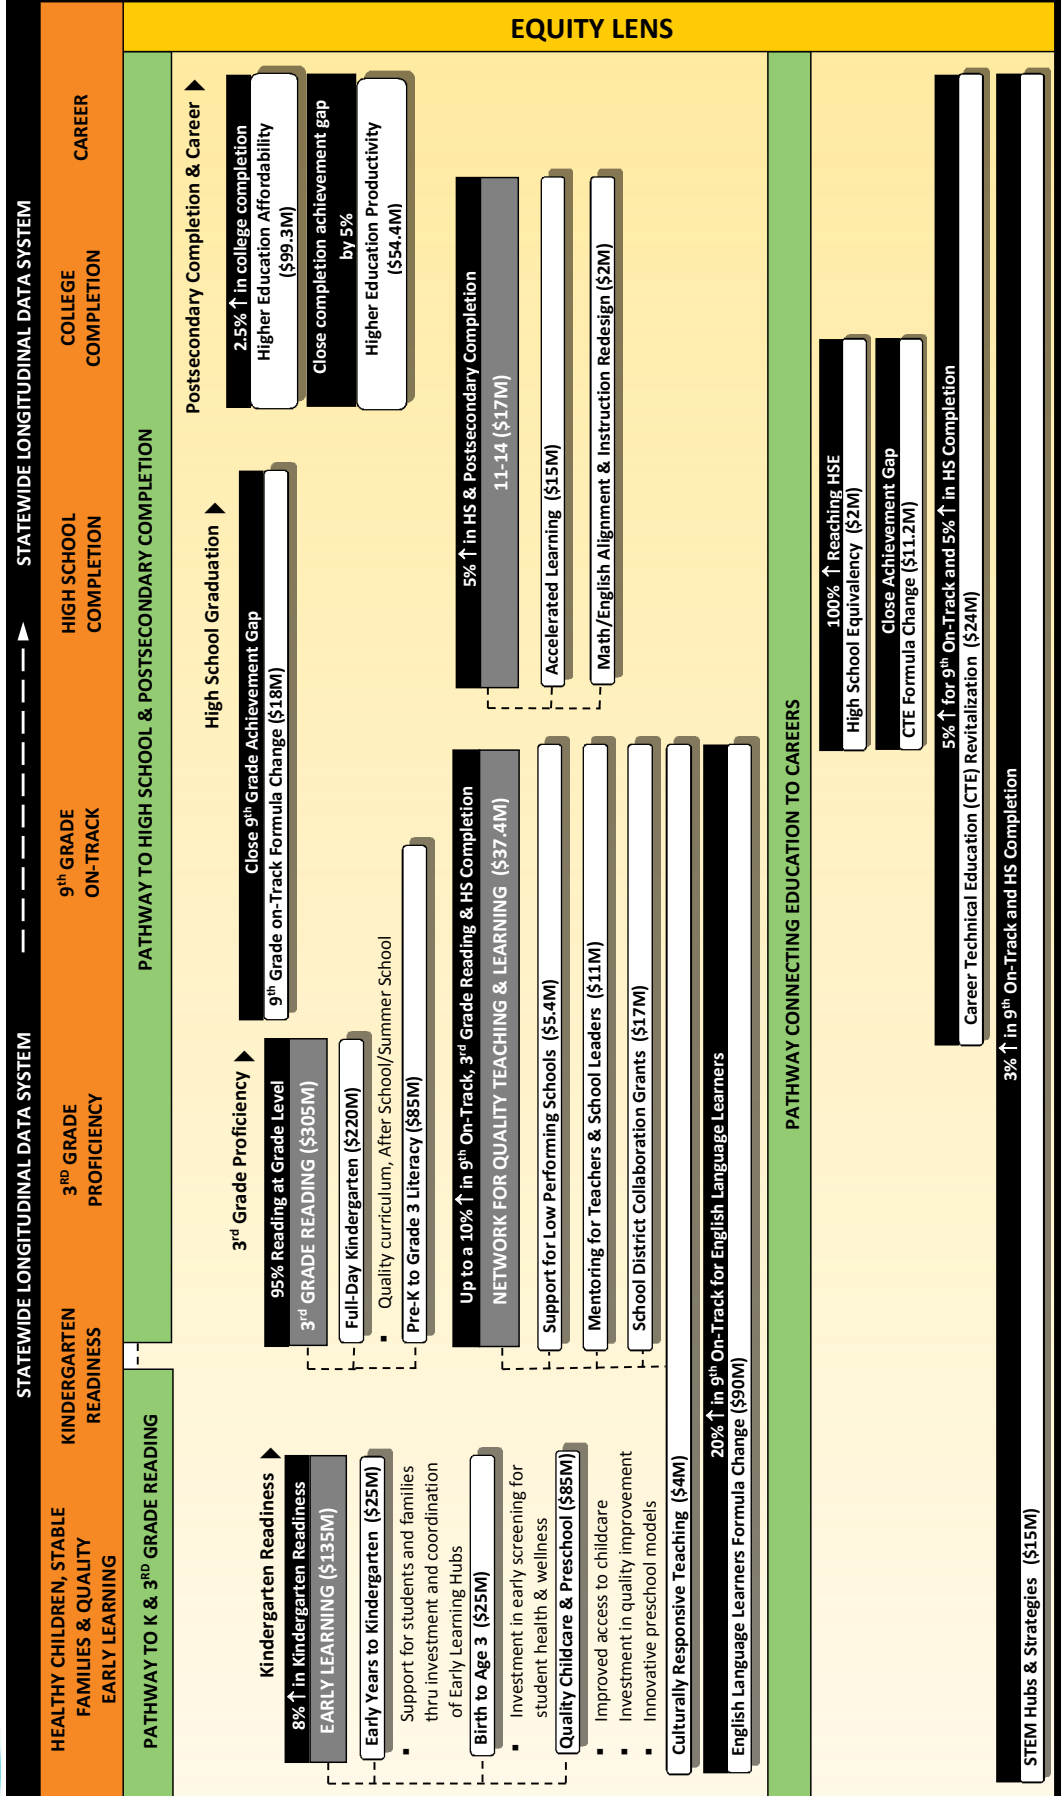 STATEWIDE LONGITUDINAL DATA SYSTEM
STATEWIDE LONGITUDINAL DATA SYSTEM
HEALTHY CHILDREN, STABLE
FAMILIES & QUALITY
EARLY LEARNING
KINDERGARTEN
READINESS
3RD GRADE
PROFICIENCY
9th GRADE
ON-TRACK
HIGH SCHOOL
COMPLETION
COLLEGE
COMPLETION
CAREER
EQUITY LENS
PATHWAY TO K & 3RD GRADE READING
PATHWAY TO HIGH SCHOOL & POSTSECONDARY COMPLETION
Kindergarten Readiness
8% ↑ in Kindergarten Readiness
EARLY LEARNING ($135M)
Early Years to Kindergarten ($25M)
▪ Support for students and families
thru investment and coordination
of Early Learning Hubs
Birth to Age 3 ($25M)
▪ Investment in early screening for
student health & wellness
Quality Childcare & Preschool ($85M)
▪ Improved access to childcare
▪ Investment in quality improvement
▪ Innovative preschool models
3rd Grade Proficiency
95% Reading at Grade Level
3rd GRADE READING ($305M)
Full-Day Kindergarten ($220M)
▪ Quality curriculum, After School/Summer School
Pre-K to Grade 3 Literacy ($85M)
High School Graduation
Close 9th Grade Achievement Gap
9th Grade on-Track Formula Change ($18M)
Postsecondary Completion & Career
2.5% ↑ in college completion
Higher Education Affordability
($99.3M)
Close completion achievement gap
by 5%
Higher Education Productivity
($54.4M)
Up to a 10% ↑ in 9th On-Track, 3rd Grade Reading & HS Completion
NETWORK FOR QUALITY TEACHING & LEARNING ($37.4M)
Support for Low Performing Schools ($5.4M)
Mentoring for Teachers & School Leaders ($11M)
School District Collaboration Grants ($17M)
Culturally Responsive Teaching ($4M)
20% ↑ in 9th On-Track for English Language Learners
English Language Learners Formula Change ($90M)
5% ↑ in HS & Postsecondary Completion
11-14 ($17M)
Accelerated Learning ($15M)
Math/English Alignment & Instruction Redesign ($2M)
PATHWAY CONNECTING EDUCATION TO CAREERS
100% ↑ Reaching HSE
High School Equivalency ($2M)
Close Achievement Gap
CTE Formula Change ($11.2M)
5% ↑ for 9th On-Track and 5% ↑ in HS Completion
Career Technical Education (CTE) Revitalization ($24M)
3% ↑ in 9th On-Track and HS Completion
STEM Hubs & Strategies ($15M)